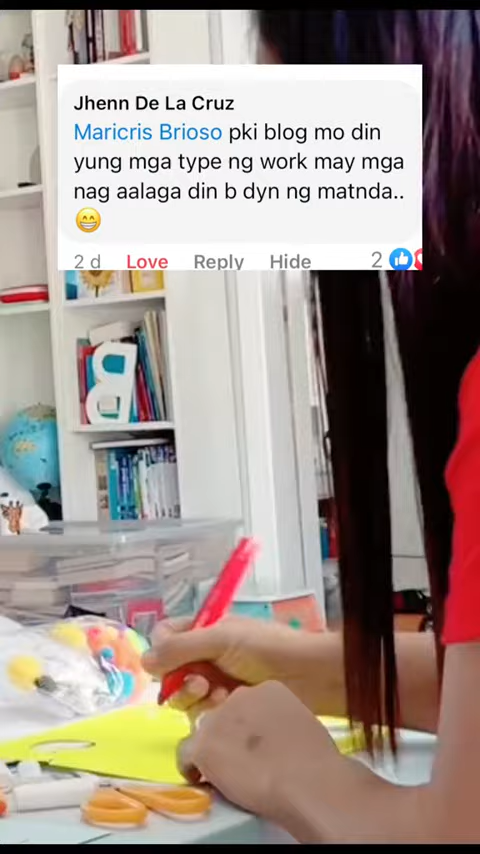 Jhenn De La Cruz
Maricris Brioso pki blog mo din
yung mga type ng work may mga
nag aalaga din b dyn ng matnda..
😁
2 d Love Reply Hide 2
B